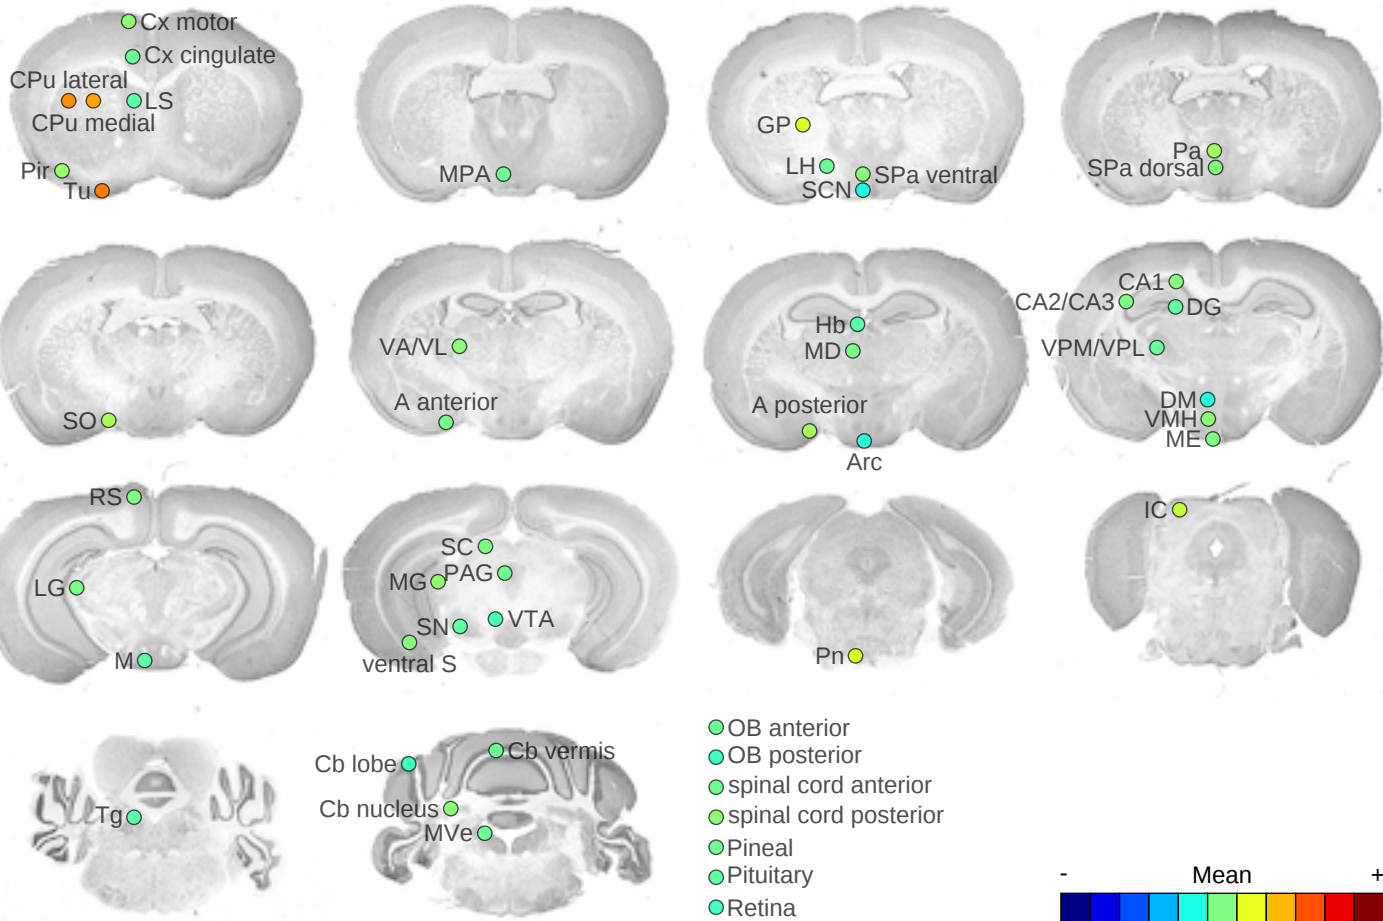 Cx motor
Cx cingulate
CPu lateral
LS
CPu medial
Pir
Tu
MPA
GP
LH
SPa ventral
SCN
Pa
SPa dorsal
SO
VA/VL
A anterior
Hb
MD
A posterior
Arc
CA1
CA2/CA3
DG
VPM/VPL
DM
VMH
ME
RS
LG
M
SC
MG
PAG
SN
VTA
ventral S
Pn
IC
Tg
Cb lobe
Cb vermis
Cb nucleus
MVe
OB anterior
OB posterior
spinal cord anterior
spinal cord posterior
Pineal
Pituitary
Retina
- Mean +